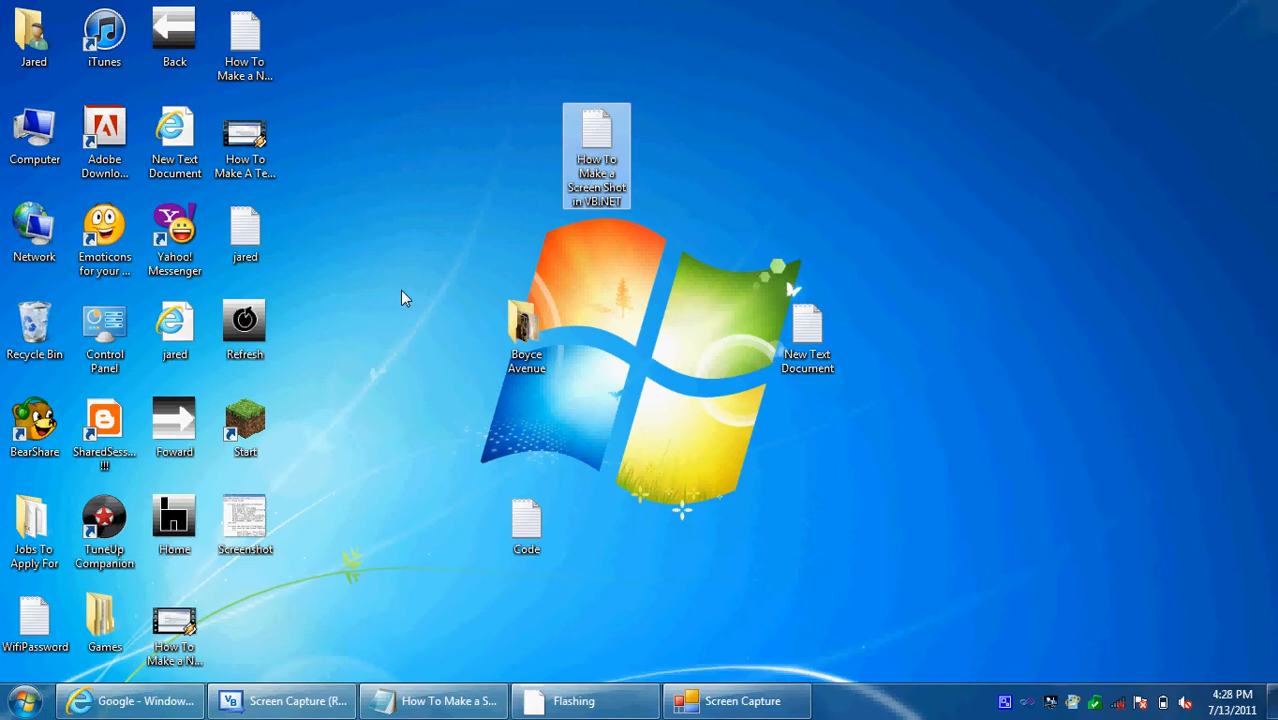 Jared
iTunes
Back
How To
Make a N...
Computer
Adobe
Downlo...
New Text
Document
How To
Make A Te...
How To
Make a
Screen Shot
in VB.NET
Network
Emoticons
for your ...
Yahoo!
Messenger
jared
Recycle Bin
Control
Panel
jared
Refresh
Boyce
Avenue
New Text
Document
BearShare
SharedSess...
!!!
Foward
Start
Jobs To
Apply For
TuneUp
Companion
Home
Screenshot
Code
WifiPassword
Games
How To
Make a N...
Google - Window...
VB
Screen Capture (R...
How To Make a S...
Flashing
Screen Capture
4:28 PM
7/13/2011